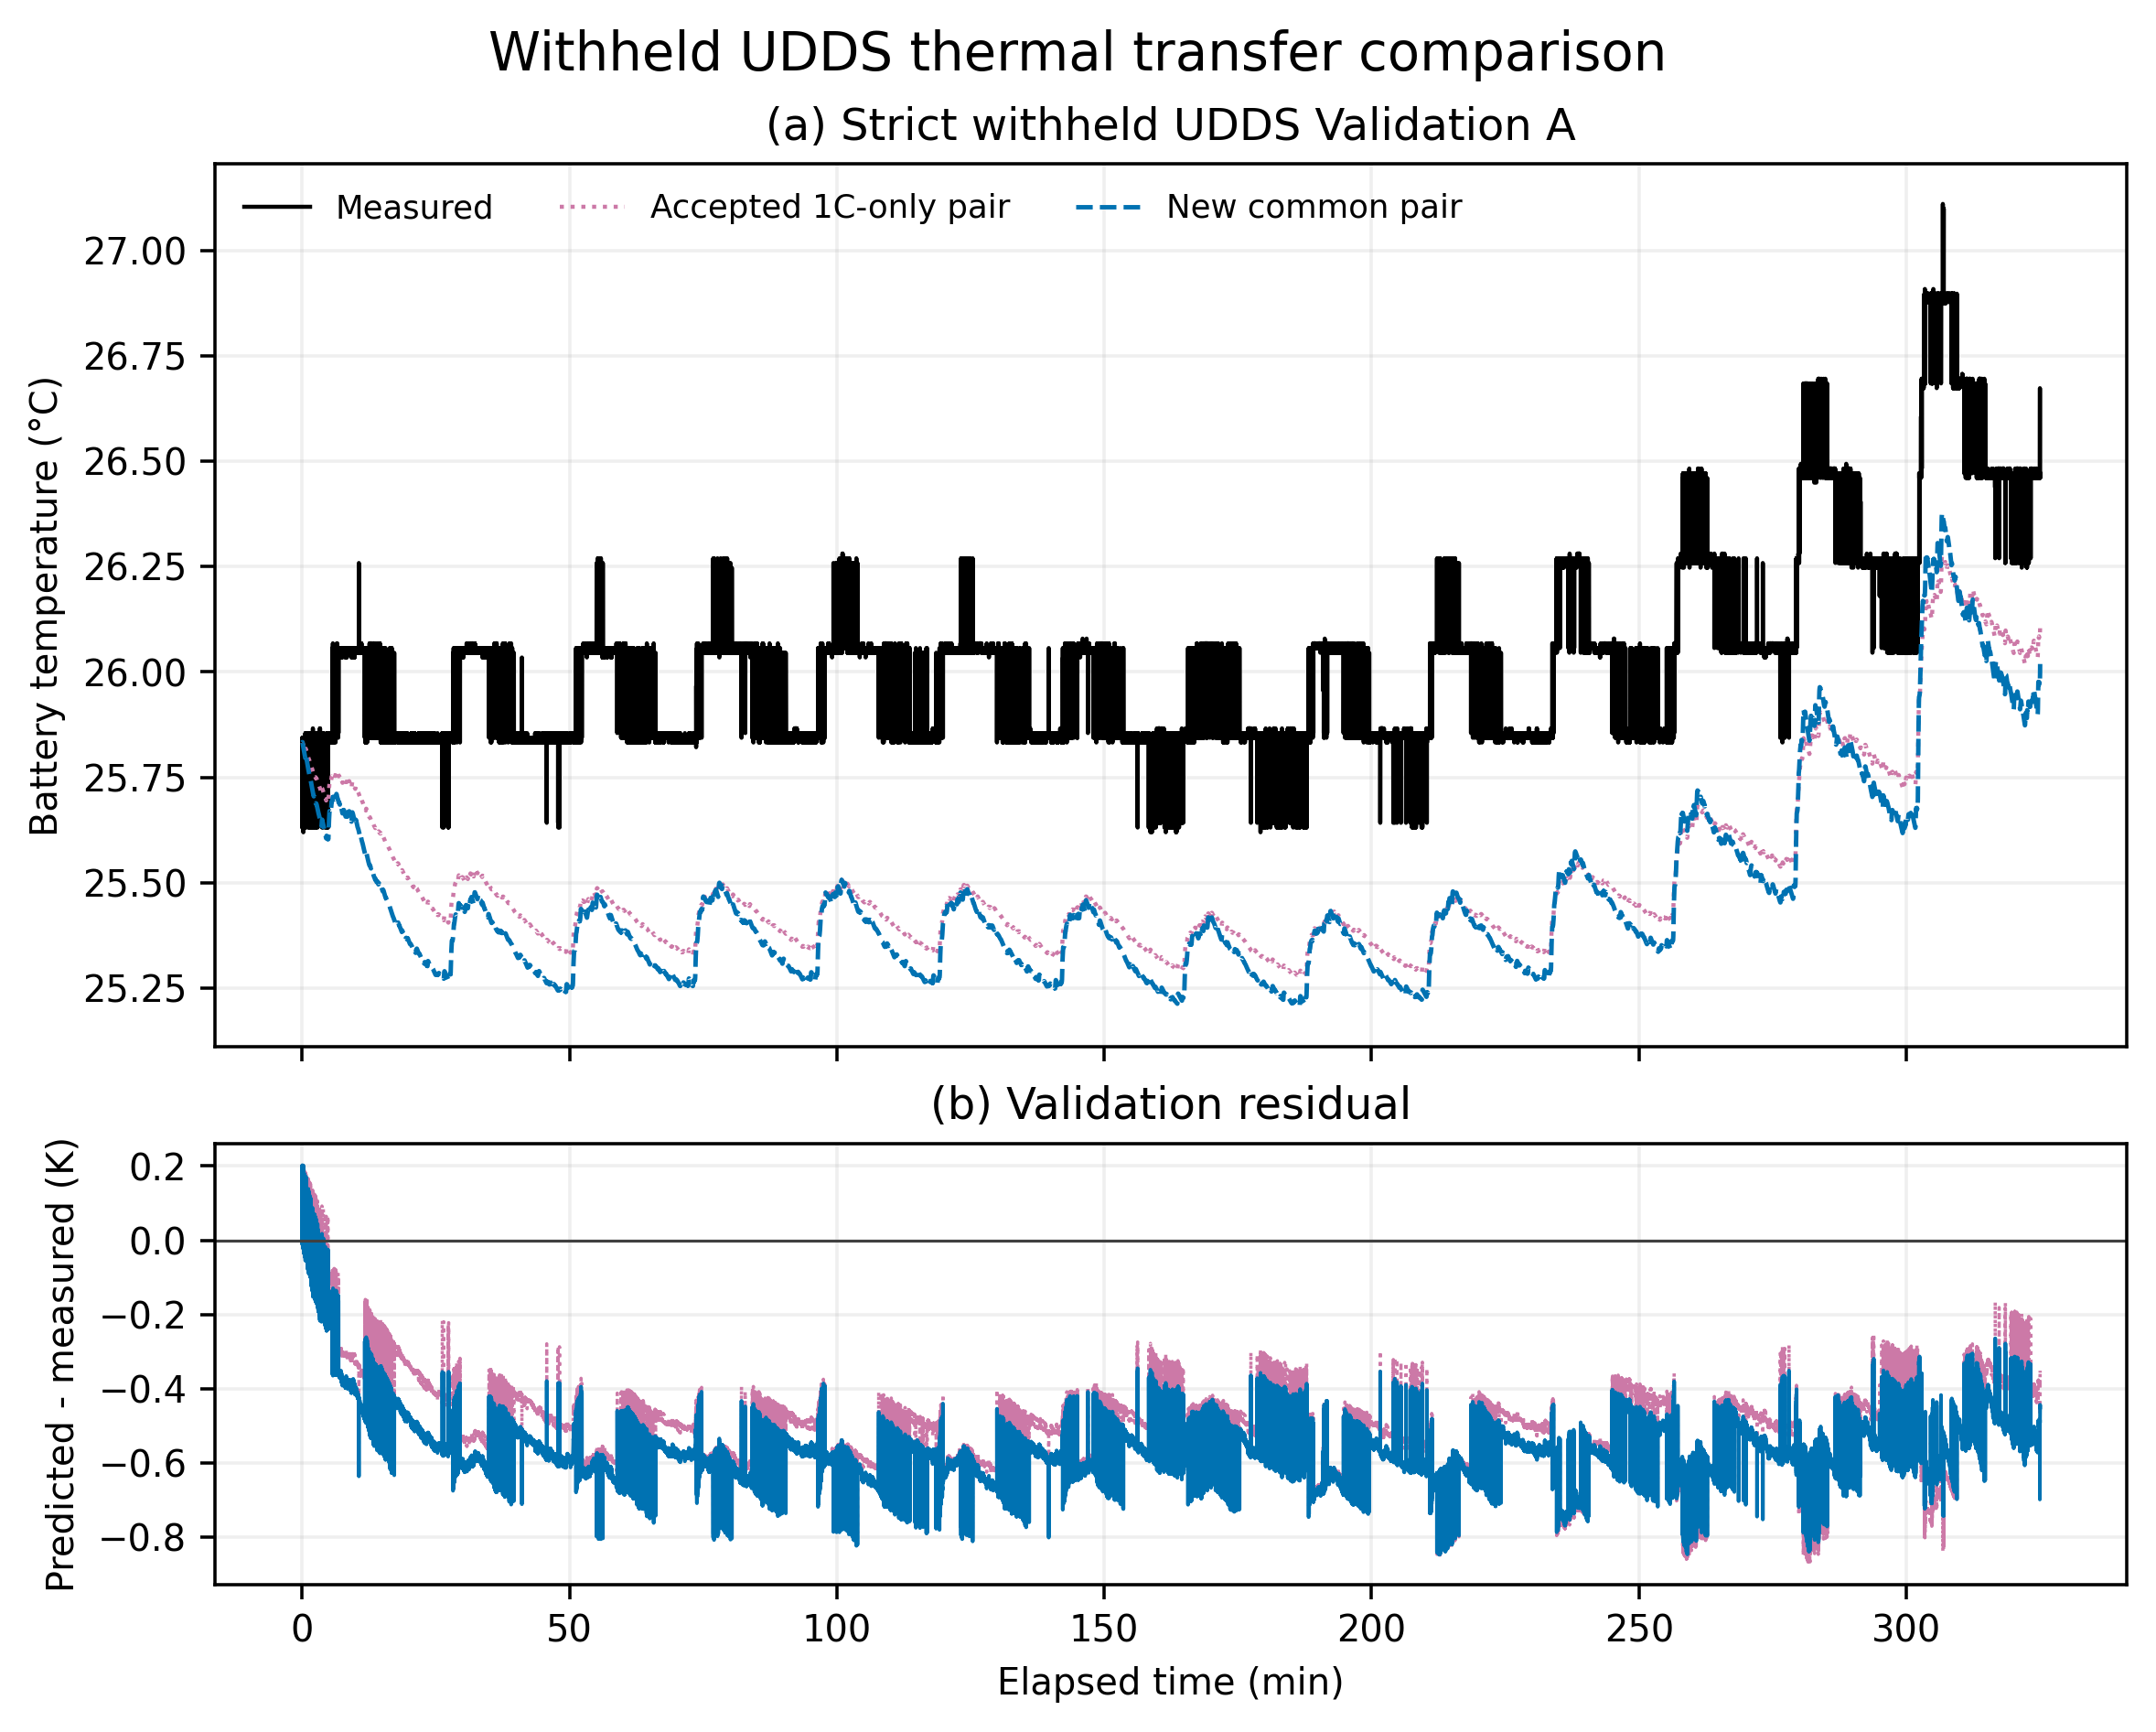 Withheld UDDS thermal transfer comparison
(a) Strict withheld UDDS Validation A
Measured
Accepted 1C-only pair
New common pair
Battery temperature (°C)
27.00
26.75
26.50
26.25
26.00
25.75
25.50
25.25
(b) Validation residual
Predicted - measured (K)
0.2
0.0
−0.2
−0.4
−0.6
−0.8
0
50
100
150
200
250
300
Elapsed time (min)